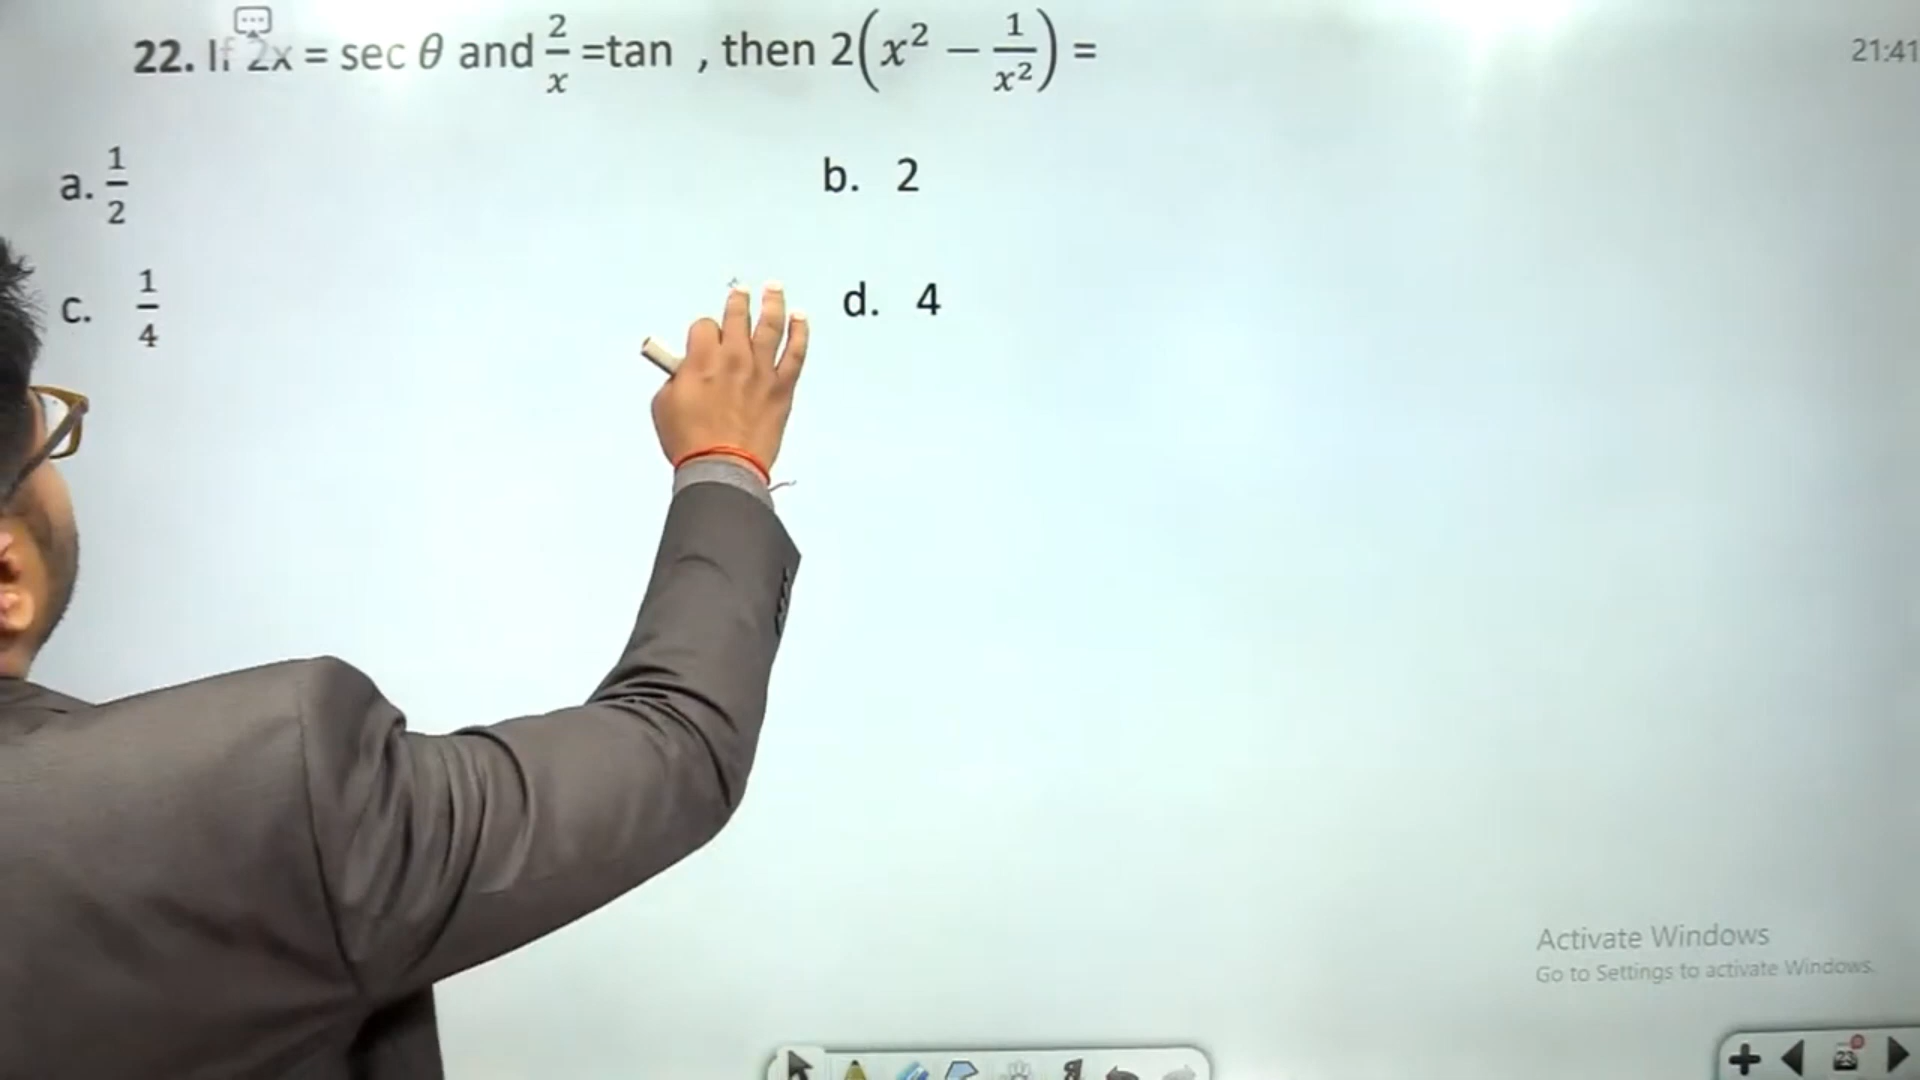 22. If 2x = sec θ and 2/x =tan , then 2(x² − 1/x²) =
21:41
a. 1/2
b. 2
c. 1/4
d. 4
Activate Windows
Go to Settings to activate Windows.
23